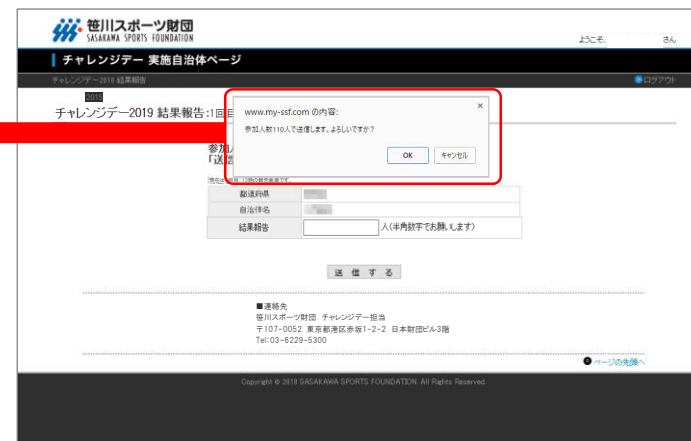 笹川スポーツ財団
SASAKAWA SPORTS FOUNDATION
ようこそ、 さん
チャレンジデー 実施自治体ページ
チャレンジデー2018 結果報告
ログアウト
2019
チャレンジデー2019 結果報告:1回目
www.my-ssf.com の内容:
×
参加人数110人で送信します。よろしいですか?
OK
キャンセル
参加
「送信
都道府県
自治体名
結果報告
人(半角数字でお願いします)
送 信 す る
■連絡先
笹川スポーツ財団 チャレンジデー担当
〒107-0052 東京都港区赤坂1-2-2 日本財団ビル3階
Tel:03-6229-5300
ページの先頭へ
Copyright © 2018 SASAKAWA SPORTS FOUNDATION. All Rights Reserved.